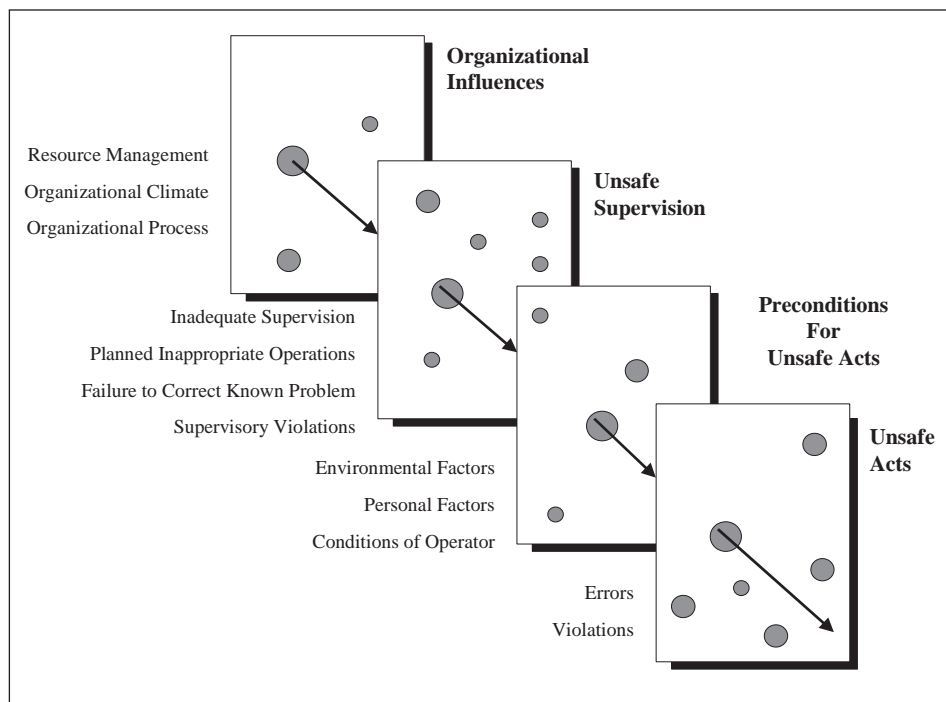 Organizational
Influences
Resource Management
Organizational Climate
Organizational Process
Unsafe
Supervision
Inadequate Supervision
Planned Inappropriate Operations
Failure to Correct Known Problem
Supervisory Violations
Preconditions
For
Unsafe Acts
Environmental Factors
Personal Factors
Conditions of Operator
Unsafe
Acts
Errors
Violations